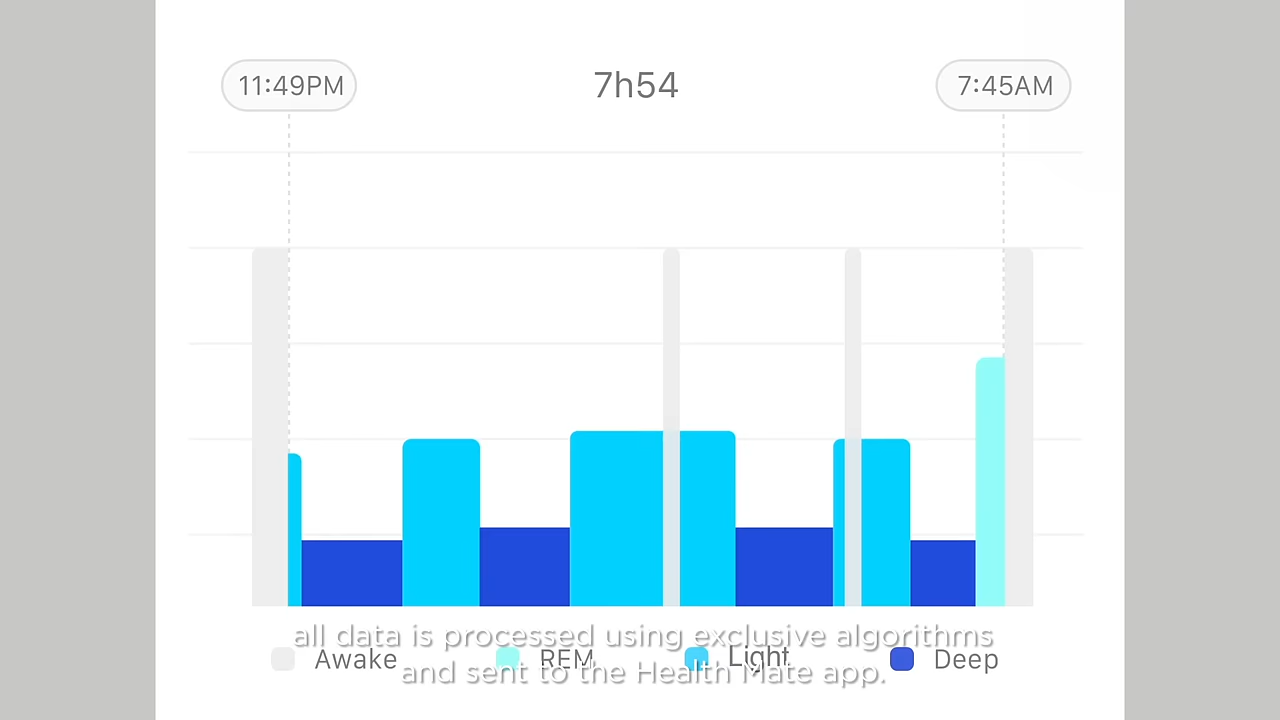 11:49PM 7h54 7:45AM
all data is processed using exclusive algorithms
Awake REM Light Deep
and sent to the Health Mate app.